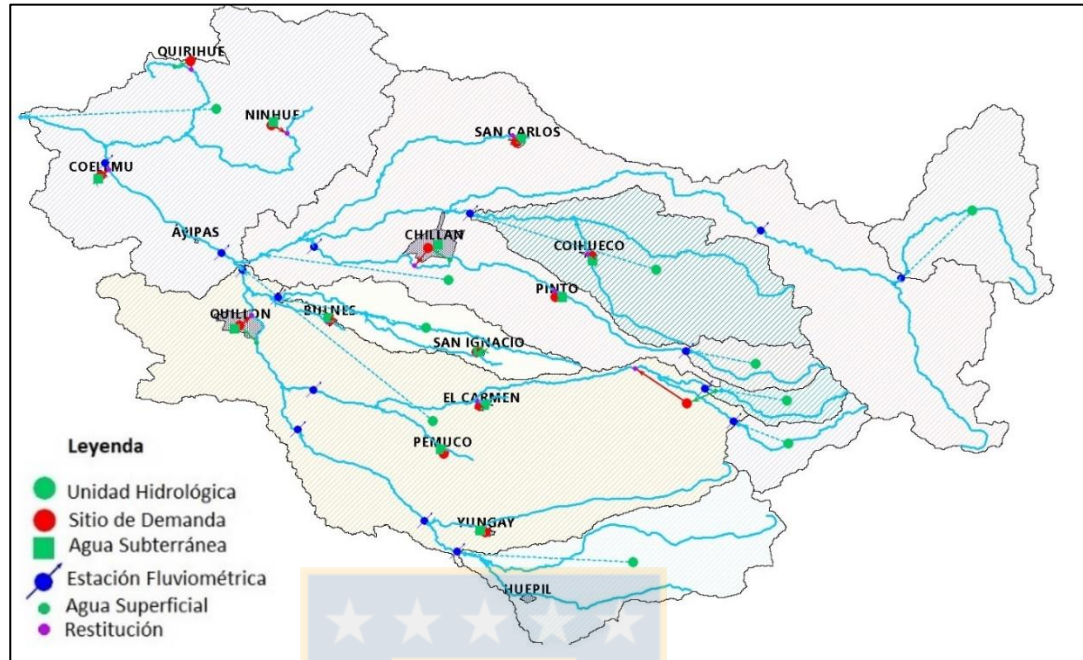 QUIRIHUE
NINHUE
SAN CARLOS
COELEMU
CHILLAN
COIHUECO
PINTO
QUILLON
BULNES
SAN IGNACIO
EL CARMEN
PEMUCO
YUNGAY
HUEPIL
Leyenda
Unidad Hidrológica
Sitio de Demanda
Agua Subterránea
Estación Fluviométrica
Agua Superficial
Restitución